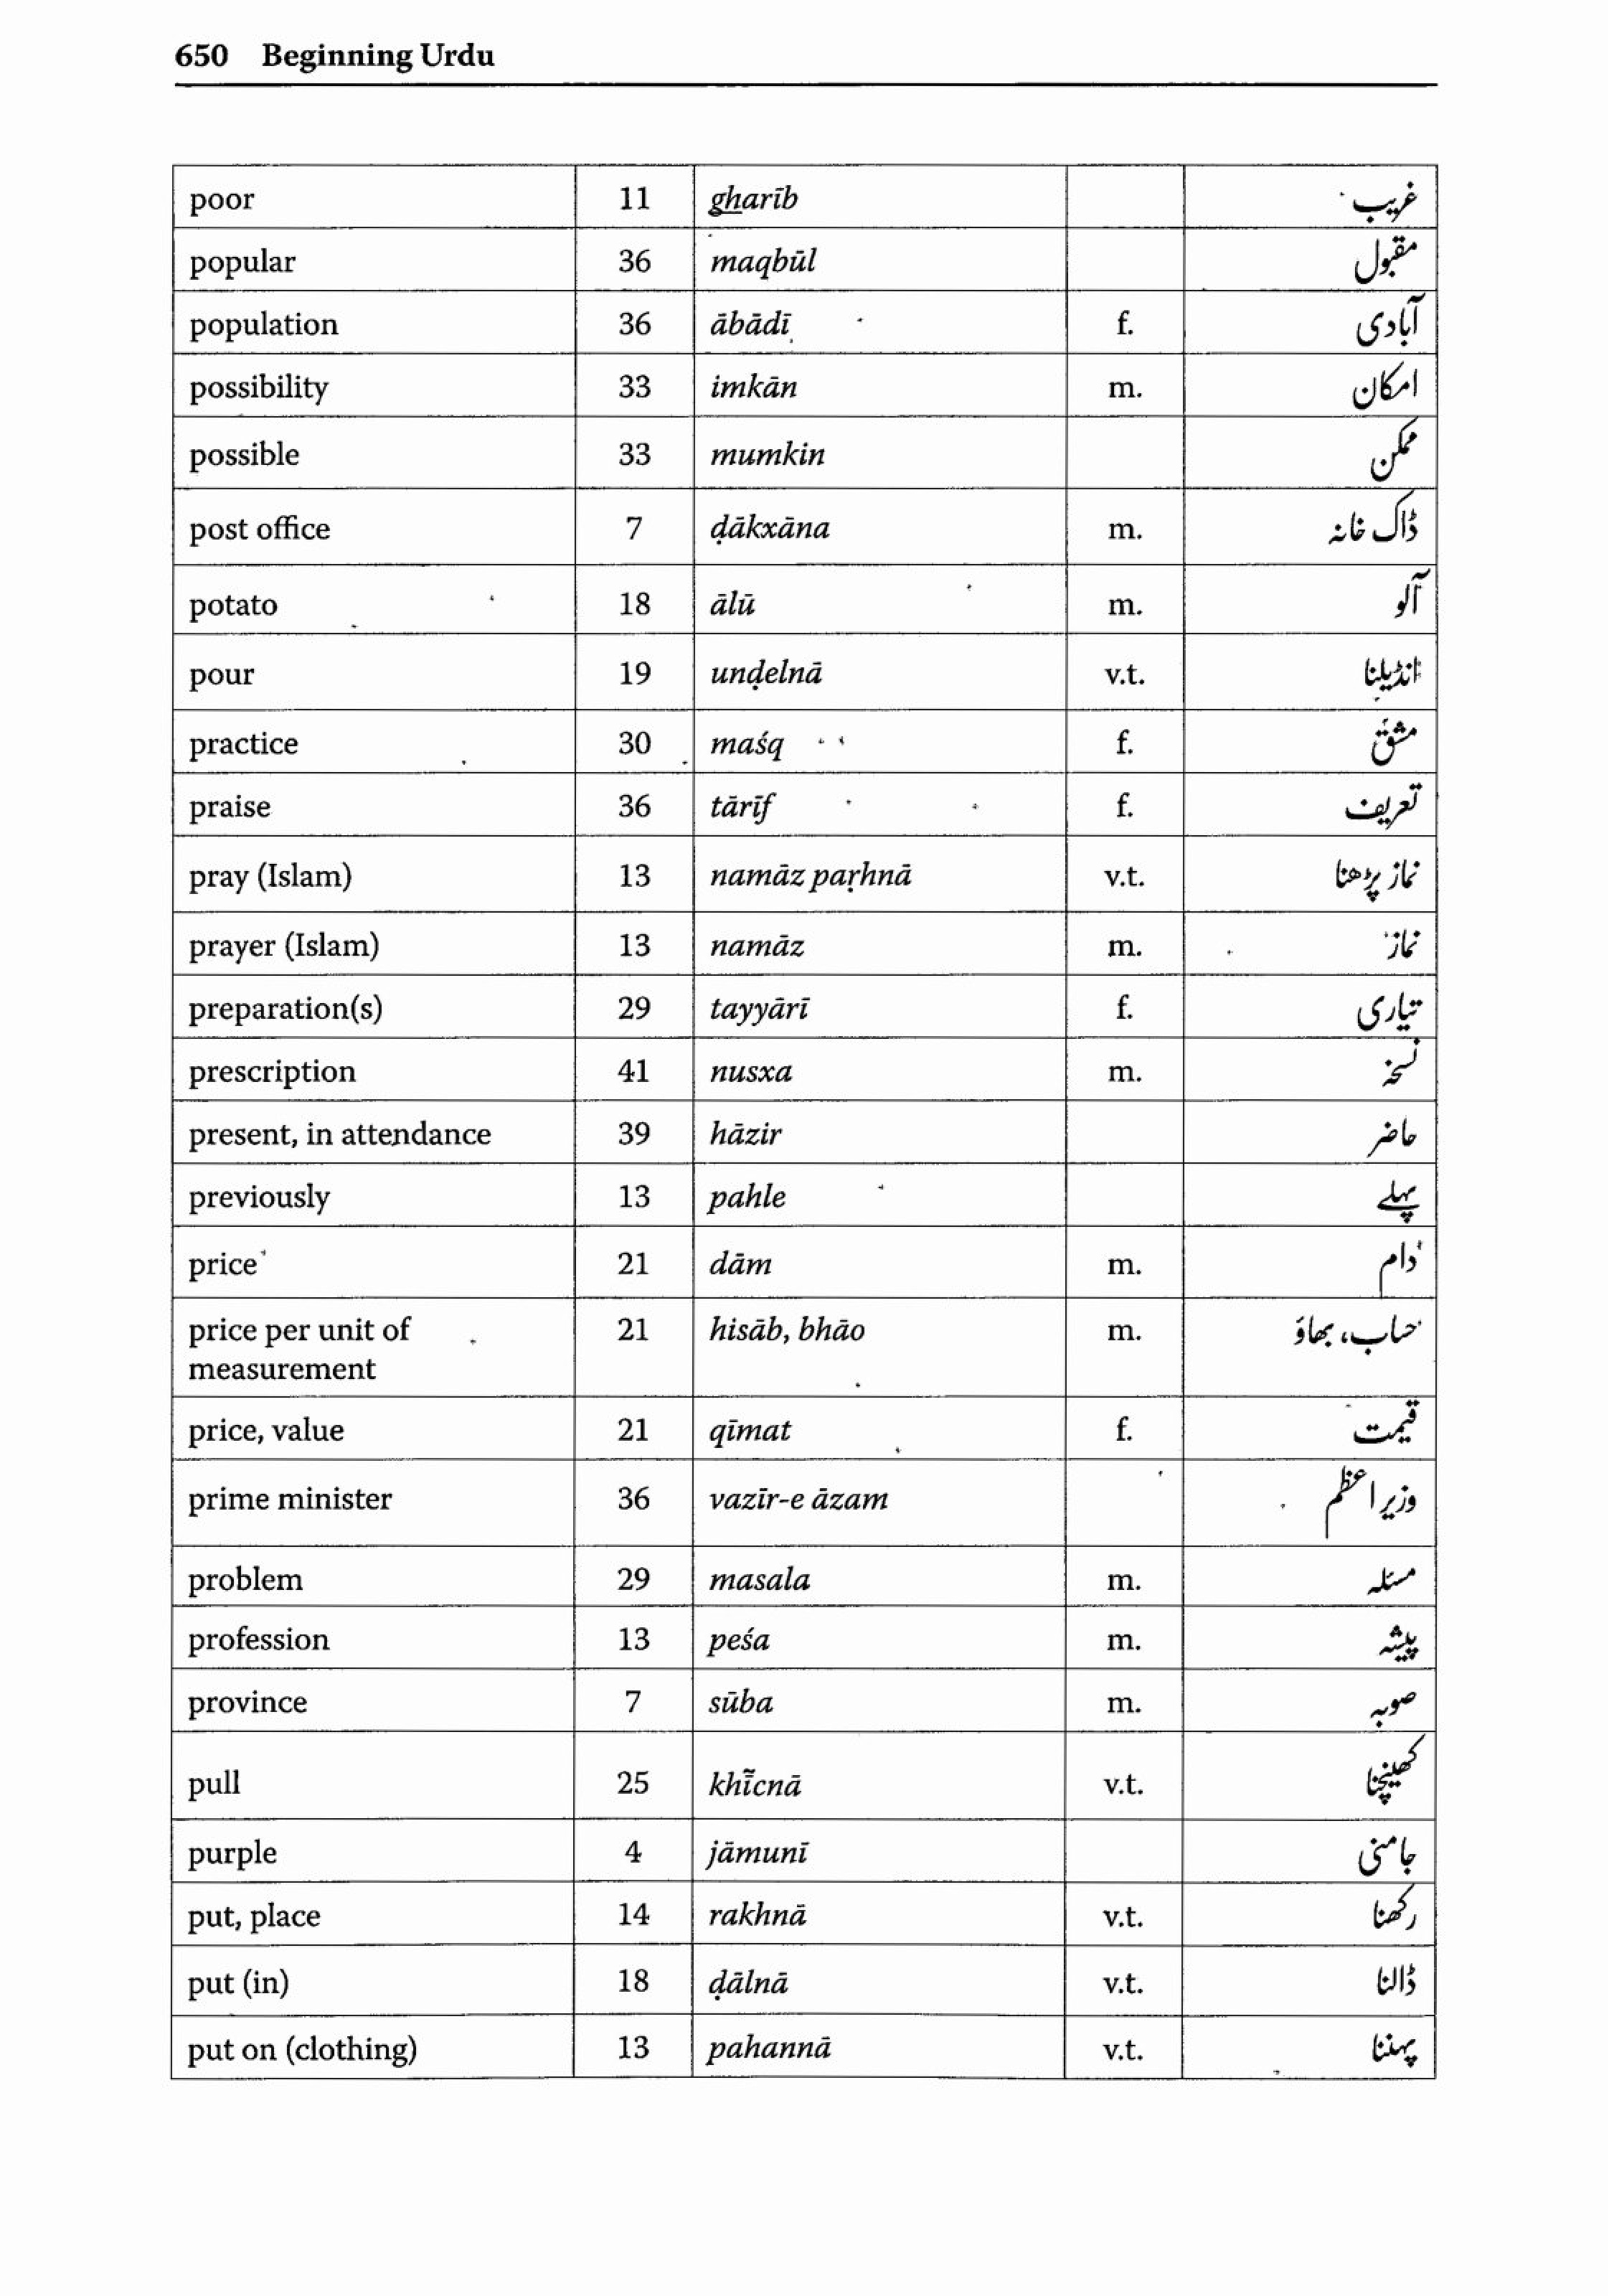 650 Beginning Urdu
poor 11 gharīb غریب
popular 36 maqbūl مقبول
population 36 ābādī f. آبادی
possibility 33 imkān m. امکان
possible 33 mumkin ممکن
post office 7 ḍākxāna m. ڈاک خانہ
potato 18 ālū m. آلو
pour 19 unḍelnā v.t. انڈیلنا
practice 30 maśq f. مشق
praise 36 tārīf f. تعریف
pray (Islam) 13 namāz paṛhnā v.t. نماز پڑھنا
prayer (Islam) 13 namāz m. نماز
preparation(s) 29 tayyārī f. تیاری
prescription 41 nusxa m. نسخہ
present, in attendance 39 hāzir حاضر
previously 13 pahle پہلے
price 21 dām m. دام
price per unit of 21 hisāb, bhāo m. حساب، بھاؤ
measurement
price, value 21 qīmat f. قیمت
prime minister 36 vazīr-e āzam وزیر اعظم
problem 29 masala m. مسئلہ
profession 13 peśa m. پیشہ
province 7 sūba m. صوبہ
pull 25 khī̃cnā v.t. کھینچنا
purple 4 jāmunī جامنی
put, place 14 rakhnā v.t. رکھنا
put (in) 18 ḍālnā v.t. ڈالنا
put on (clothing) 13 pahannā v.t. پہننا